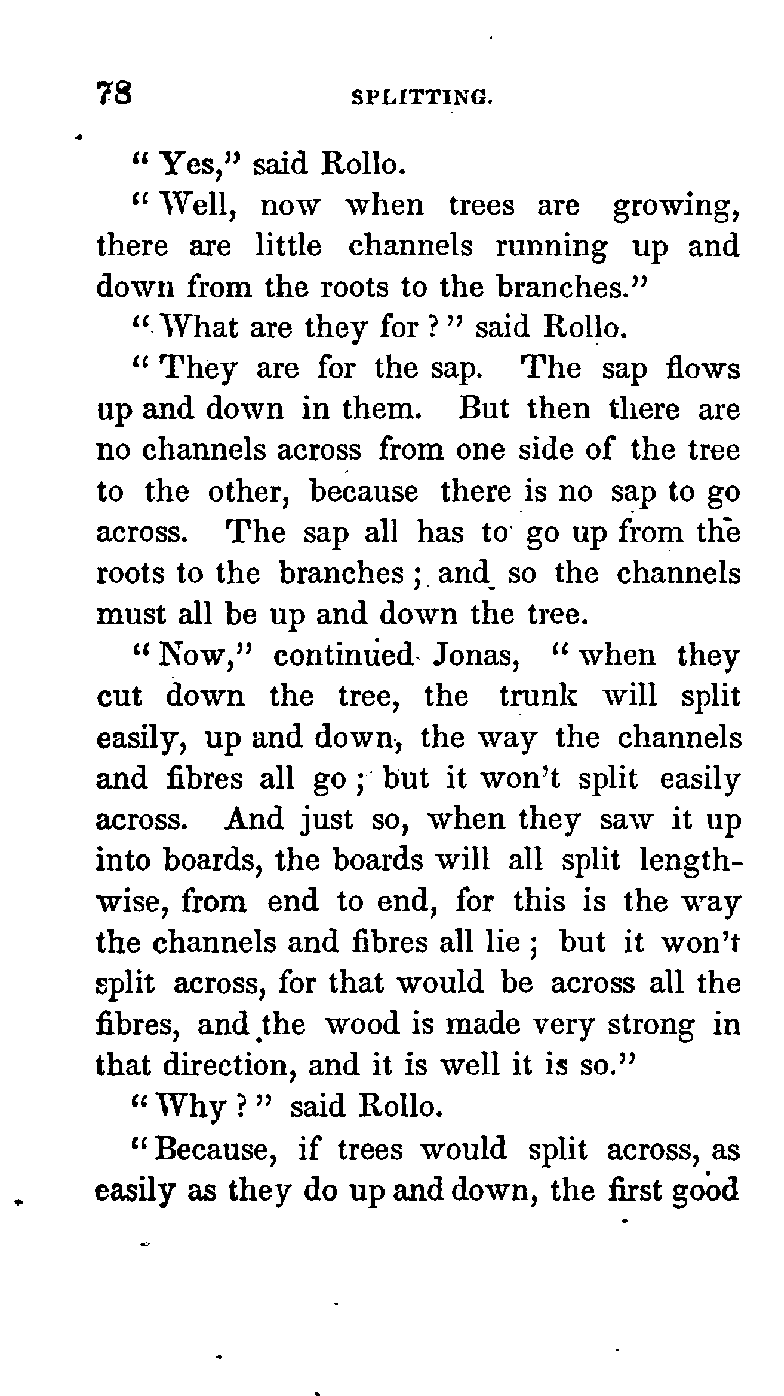 78 SPLITTING.
“ Yes,” said Rollo.
“ Well, now when trees are growing,
there are little channels running up and
down from the roots to the branches.”
“ What are they for ? ” said Rollo.
“ They are for the sap. The sap flows
up and down in them. But then there are
no channels across from one side of the tree
to the other, because there is no sap to go
across. The sap all has to go up from the
roots to the branches ; and so the channels
must all be up and down the tree.
“ Now,” continued Jonas, “ when they
cut down the tree, the trunk will split
easily, up and down, the way the channels
and fibres all go ; but it won’t split easily
across. And just so, when they saw it up
into boards, the boards will all split length-
wise, from end to end, for this is the way
the channels and fibres all lie ; but it won’t
split across, for that would be across all the
fibres, and the wood is made very strong in
that direction, and it is well it is so.”
“ Why ? ” said Rollo.
“ Because, if trees would split across, as
easily as they do up and down, the first good